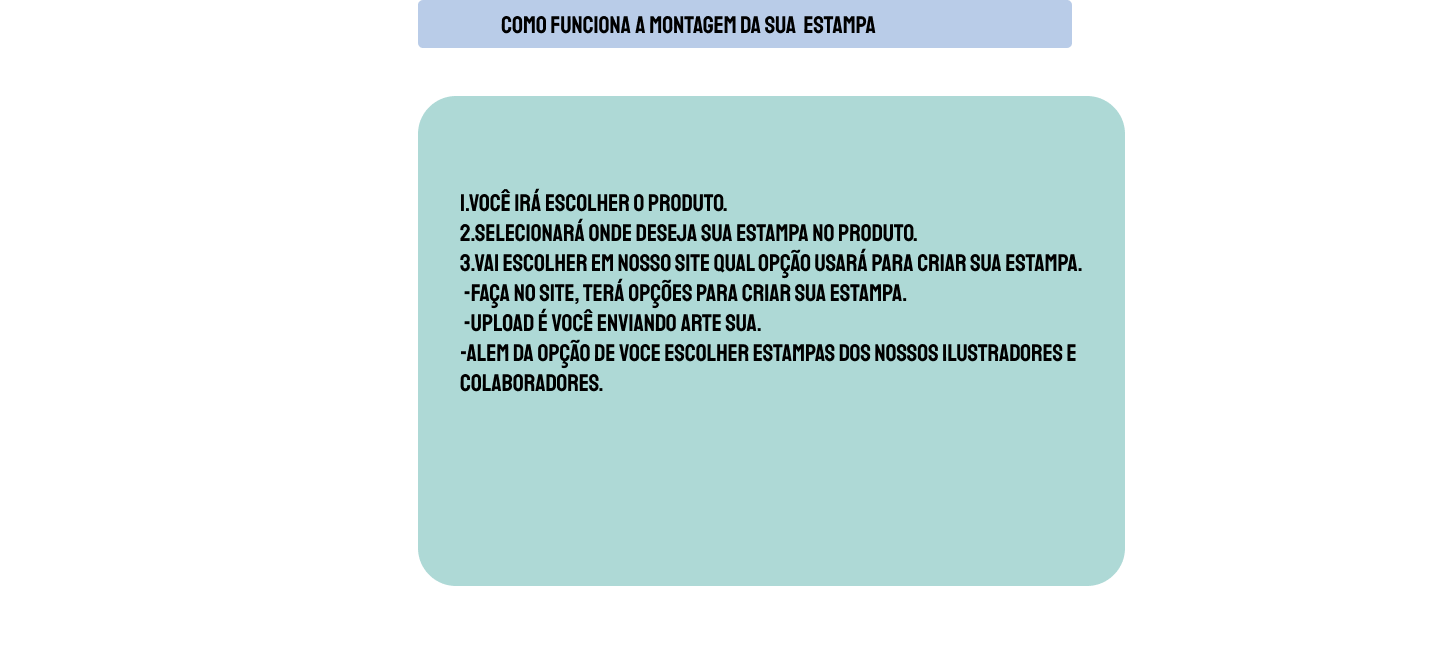 COMO FUNCIONA A MONTAGEM DA SUA ESTAMPA
1.VOCÊ IRÁ ESCOLHER O PRODUTO.
2.SELECIONARÁ ONDE DESEJA SUA ESTAMPA NO PRODUTO.
3.VAI ESCOLHER EM NOSSO SITE QUAL OPÇÃO USARÁ PARA CRIAR SUA ESTAMPA.
-FAÇA NO SITE, TERÁ OPÇÕES PARA CRIAR SUA ESTAMPA.
-UPLOAD É VOCÊ ENVIANDO ARTE SUA.
-ALEM DA OPÇÃO DE VOCE ESCOLHER ESTAMPAS DOS NOSSOS ILUSTRADORES E
COLABORADORES.